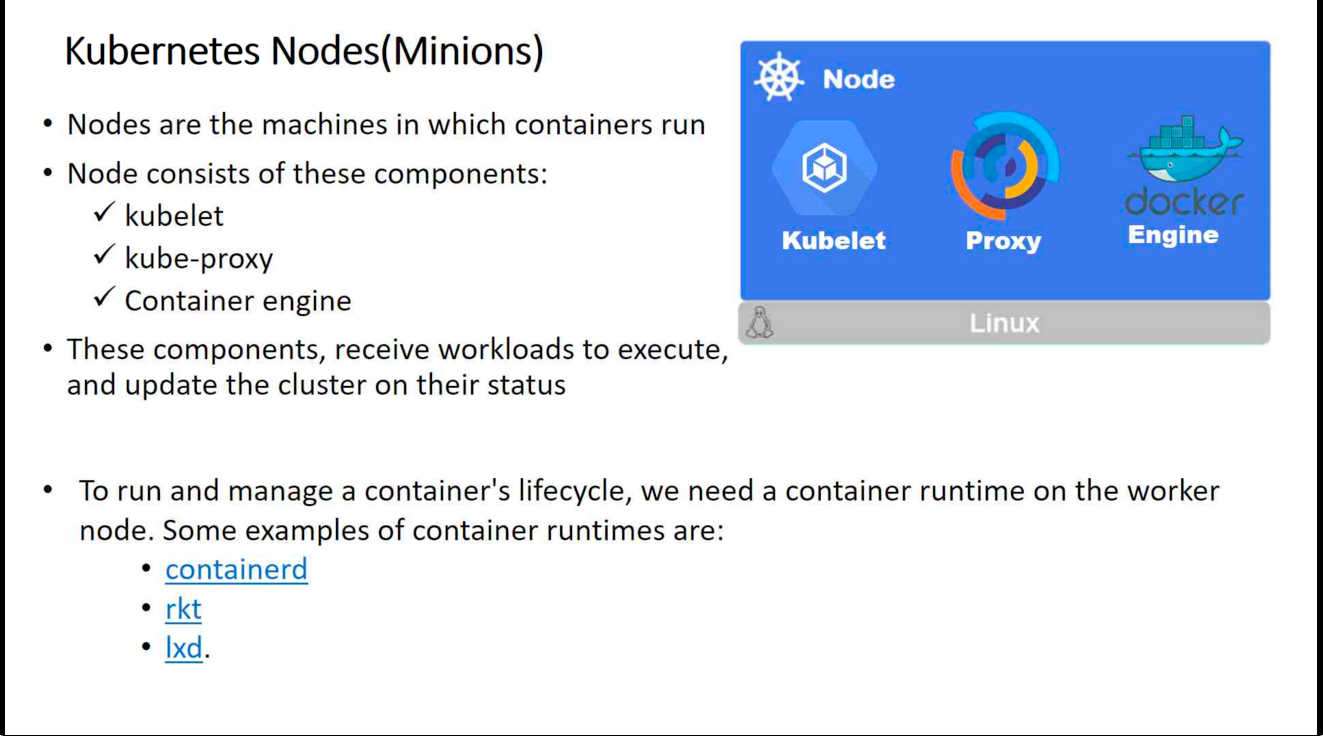 Kubernetes Nodes(Minions)
• Nodes are the machines in which containers run
• Node consists of these components:
✓ kubelet
✓ kube-proxy
✓ Container engine
• These components, receive workloads to execute,
and update the cluster on their status
Node
Kubelet
Proxy
docker
Engine
Linux
• To run and manage a container's lifecycle, we need a container runtime on the worker
node. Some examples of container runtimes are:
• containerd
• rkt
• lxd.